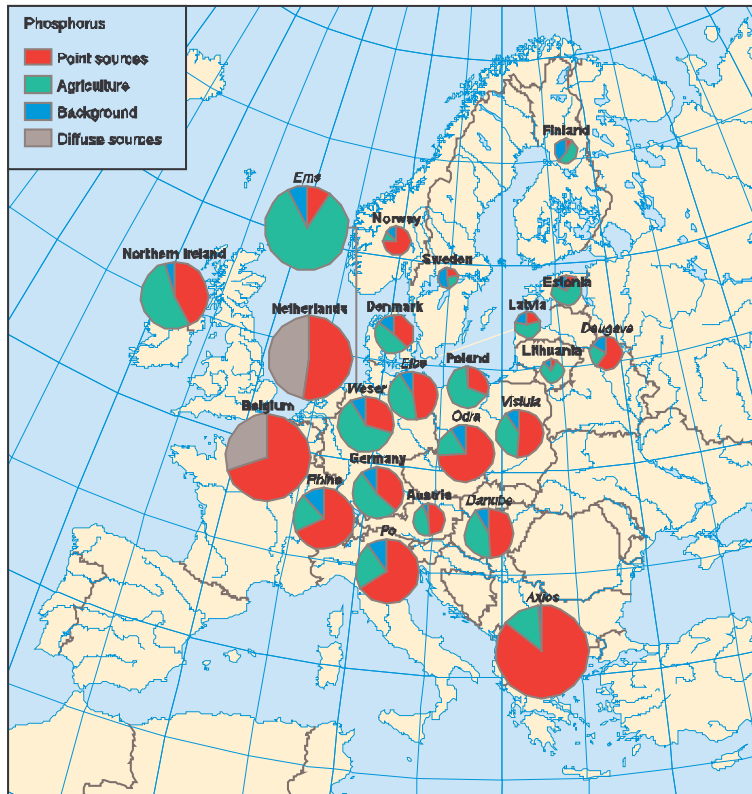 Phosphorus
Point sources
Agriculture
Background
Diffuse sources
Finland
Ems
Norway
Northern Ireland
Sweden
Estonia
Netherlands
Denmark
Latvia
Daugava
Elbe
Poland
Lithuania
Weser
Belgium
Odra
Vistula
Germany
Rhine
Austria
Danube
Po
Axios